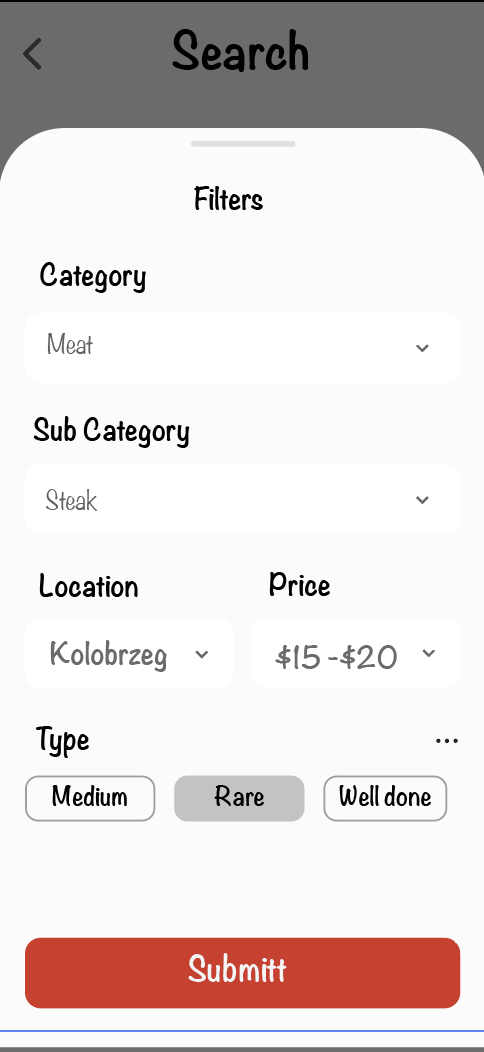 Search
Filters
Category
Meat
Sub Category
Steak
Location Price
Kolobrzeg $15 -$20
Type ...
Medium Rare Well done
Submitt